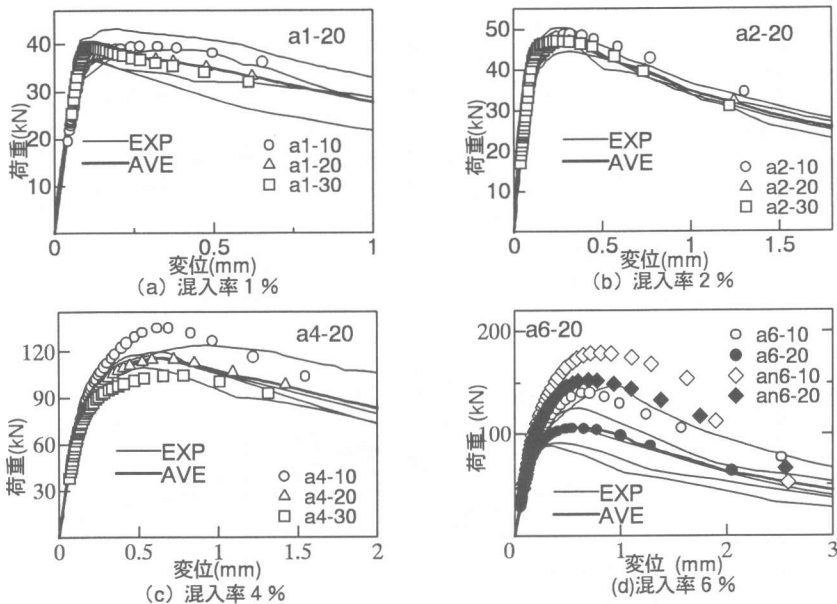 40
30
20
10
荷重(kN)
a1-20
EXP
AVE
a1-10
a1-20
a1-30
0
0.5
1
変位(mm)
(a) 混入率 1 %
50
40
30
20
10
荷重(kN)
a2-20
EXP
AVE
a2-10
a2-20
a2-30
0
0.5
1
1.5
変位(mm)
(b) 混入率 2 %
120
90
60
30
荷重(kN)
a4-20
EXP
AVE
a4-10
a4-20
a4-30
0
0.5
1
1.5
2
変位(mm)
(c) 混入率 4 %
200
100
荷重 (kN)
a6-20
a6-10
a6-20
an6-10
an6-20
EXP
AVE
0
1
2
3
変位 (mm)
(d)混入率 6 %